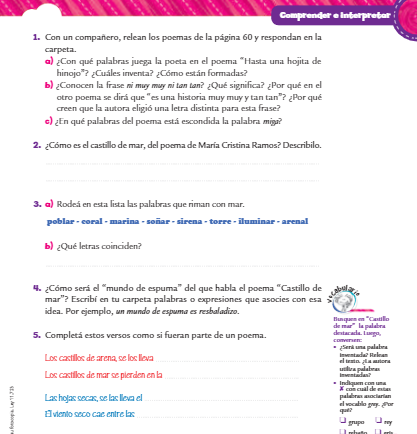 Comprender e interpretar
1. Con un compañero, relean los poemas de la página 60 y respondan en la
carpeta.
a) ¿Con qué palabras juega la poeta en el poema "Hasta una hojita de
hinojo"? ¿Cuáles inventa? ¿Cómo están formadas?
b) ¿Conocen la frase ni muy muy ni tan tan? ¿Qué significa? ¿Por qué en el
otro poema se dirá que "es una historia muy muy y tan tan"? ¿Por qué
creen que la autora eligió una letra distinta para esta frase?
c) ¿En qué palabras del poema está escondida la palabra miga?
2. ¿Cómo es el castillo de mar, del poema de María Cristina Ramos? Describilo.
3. a) Rodeá en esta lista las palabras que riman con mar.
poblar - coral - marina - soñar - sirena - torre - iluminar - arenal
b) ¿Qué letras coinciden?
4. ¿Cómo será el "mundo de espuma" del que habla el poema "Castillo de
mar"? Escribí en tu carpeta palabras o expresiones que asocies con esa
idea. Por ejemplo, un mundo de espuma es resbaladizo.
5. Completá estos versos como si fueran parte de un poema.
Los castillos de arena, se los lleva
Los castillos de mar se pierden en la
Las hojas secas, se las lleva el
El viento seco cae entre las
Vocabulario
Busquen en "Castillo
de mar" la palabra
destacada. Luego,
conversen:
• ¿Será una palabra
inventada? Relean
el texto. ¿La autora
utiliza palabras
inventadas?
• Indiquen con una
✗ con cuál de estas
palabras asociarían
el vocablo grey. ¿Por
qué?
❑ grupo ❑ rey
❑ rebaño ❑ gris
Ley 11.723